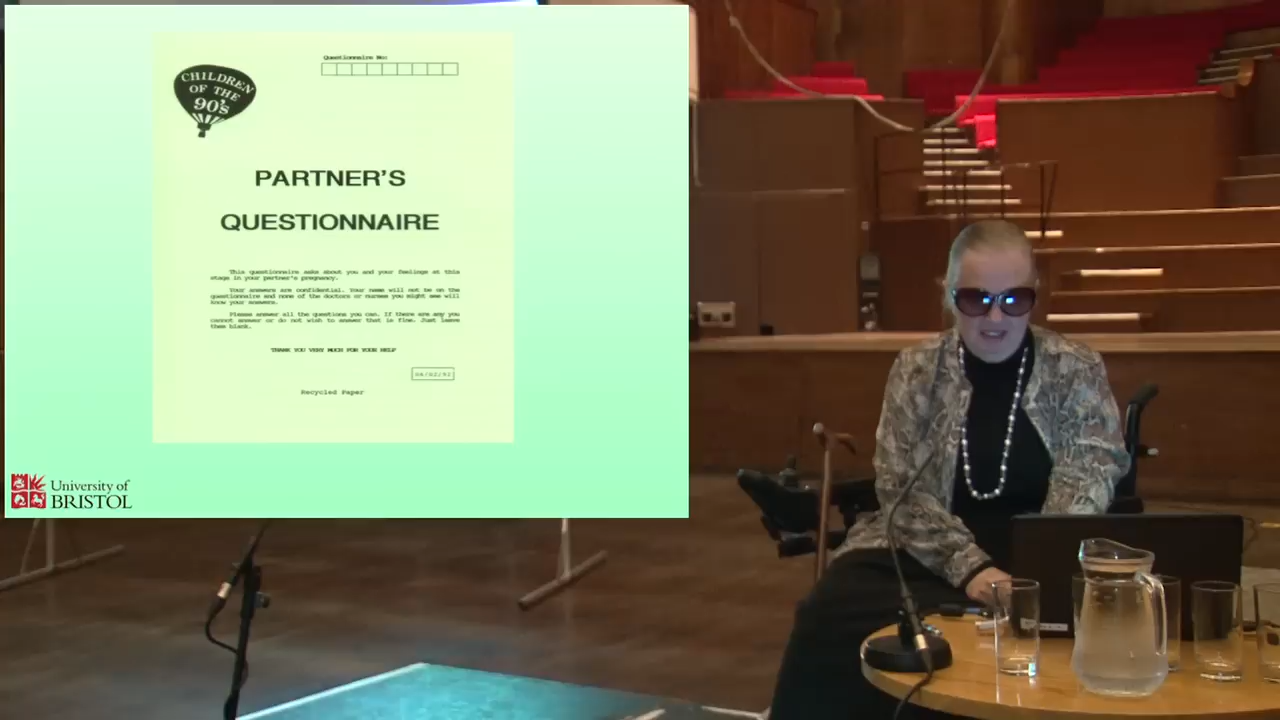 Questionnaire No:
CHILDREN
OF THE
90's
PARTNER'S
QUESTIONNAIRE
This questionnaire asks about you and your feelings at this
stage in your partner's pregnancy.
Your answers are confidential. Your name will not be on the
questionnaire and none of the doctors or nurses you might see will
know your answers.
Please answer all the questions you can. If there are any you
cannot answer or do not wish to answer that is fine. Just leave
them blank.
THANK YOU VERY MUCH FOR YOUR HELP
Recycled Paper
University of
BRISTOL